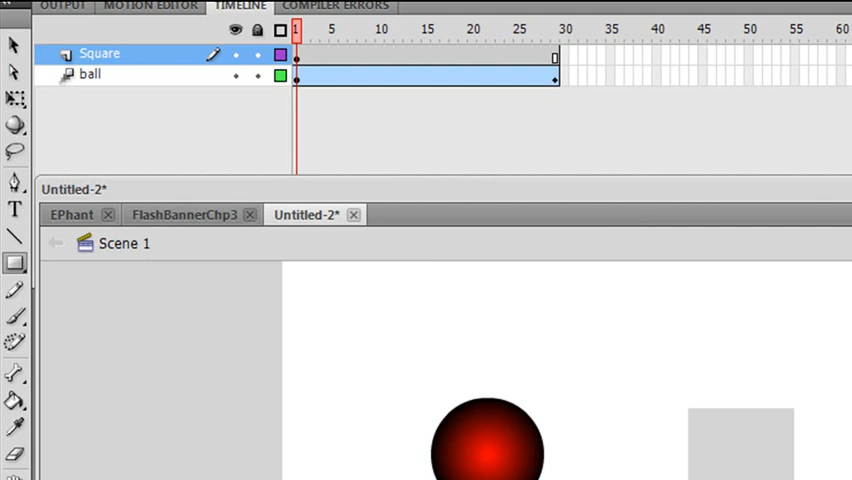 OUTPUT MOTION EDITOR TIMELINE COMPILER ERRORS
1 5 10 15 20 25 30 35 40 45 50 55 60
Square
ball
Untitled-2*
EPhant FlashBannerChp3 Untitled-2*
Scene 1
T